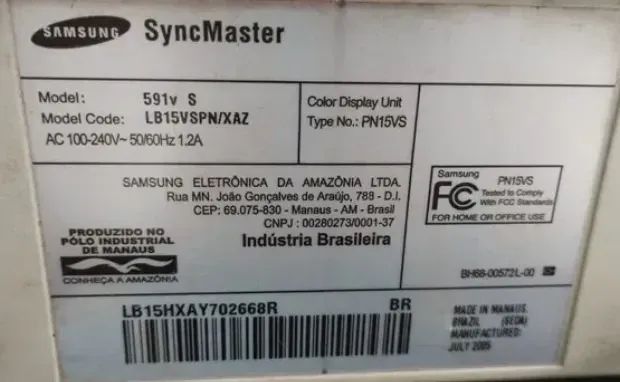 SAMSUNG SyncMaster
Model: 591v S
Model Code: LB15VSPN/XAZ
AC 100-240V~ 50/60Hz 1.2A
Color Display Unit
Type No.: PN15VS
SAMSUNG ELETRÔNICA DA AMAZÔNIA LTDA.
Rua MN. João Gonçalves de Araújo, 788 - D.I.
CEP: 69.075-830 - Manaus - AM - Brasil
CNPJ : 00280273/0001-37
Indústria Brasileira
PRODUZIDO NO
PÓLO INDUSTRIAL
DE MANAUS
CONHEÇA A AMAZÔNIA
Samsung PN15VS
FC Tested to Comply
With FCC Standards
FOR HOME OR OFFICE USE
BH68-00572L-00
LB15HXAY702668R BR
MADE IN MANAUS,
BRAZIL (SEDA)
MANUFACTURED:
JULY 2005